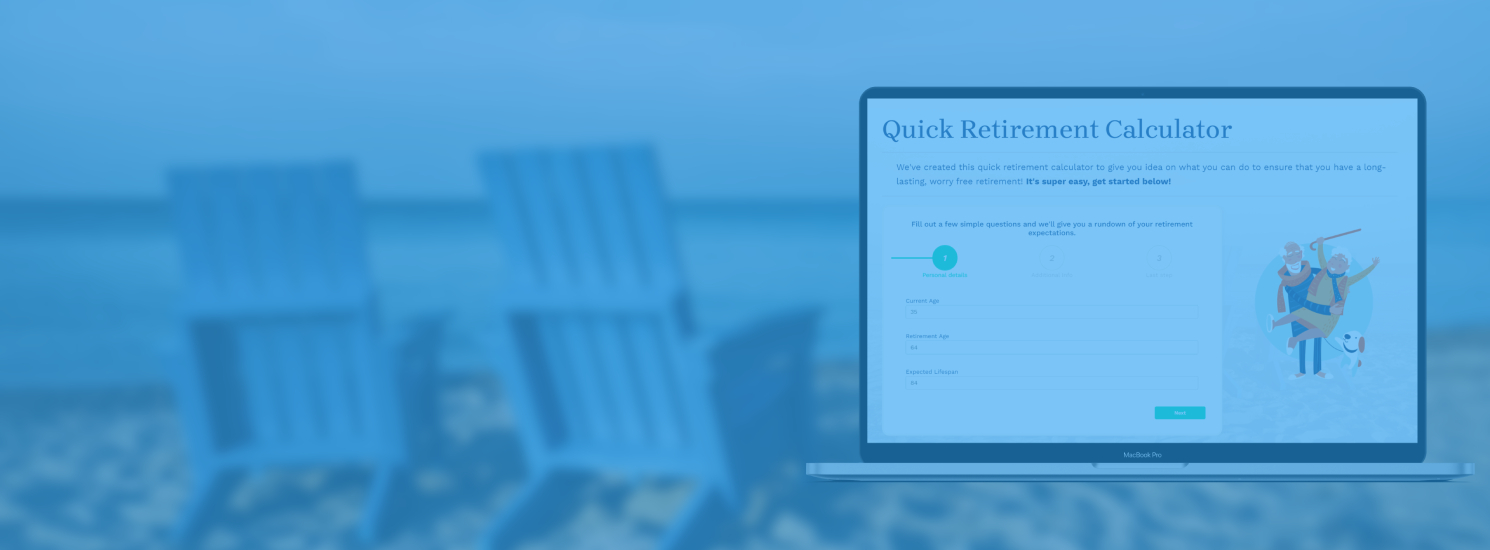 Quick Retirement Calculator
We've created this quick retirement calculator to give you idea on what you can do to ensure that you have a long-
lasting, worry free retirement! It's super easy, get started below!
Fill out a few simple questions and we'll give you a rundown of your retirement
expectations.
1
2
3
Personal details
Current Age
Retirement Age
64
Expected Lifespan
Next
MacBook Pro